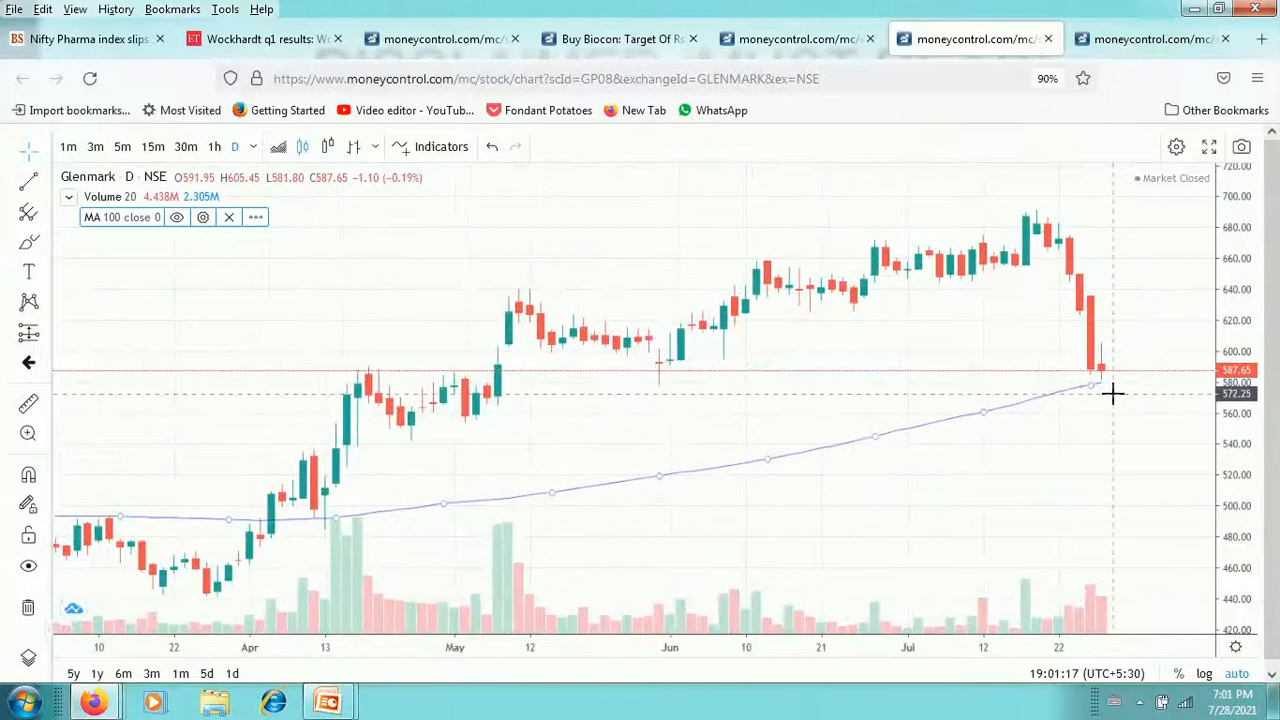 File Edit View History Bookmarks Tools Help
Nifty Pharma index slips
Wockhardt q1 results: Wo
moneycontrol.com/mc/s
Buy Biocon: Target Of Rs
moneycontrol.com/mc/s
moneycontrol.com/mc/s
moneycontrol.com/mc/s
https://www.moneycontrol.com/mc/stock/chart?scId=GP08&exchangeId=GLENMARK&ex=NSE
90%
Import bookmarks... Most Visited Getting Started Video editor - YouTub... Fondant Potatoes New Tab WhatsApp Other Bookmarks
1m 3m 5m 15m 30m 1h D Indicators
Glenmark · D · NSE O591.95 H605.45 L581.80 C587.65 −1.10 (−0.19%)
Market Closed
Volume 20 4.438M 2.305M
MA 100 close 0
720.00
700.00
680.00
660.00
640.00
620.00
600.00
587.65
580.00
572.25
560.00
540.00
520.00
500.00
480.00
460.00
440.00
420.00
10 22 Apr 13 May 12 Jun 21 Jul 12 22
5y 1y 6m 3m 1m 5d 1d 19:01:17 (UTC+5:30) % log auto
7:01 PM
7/28/2021